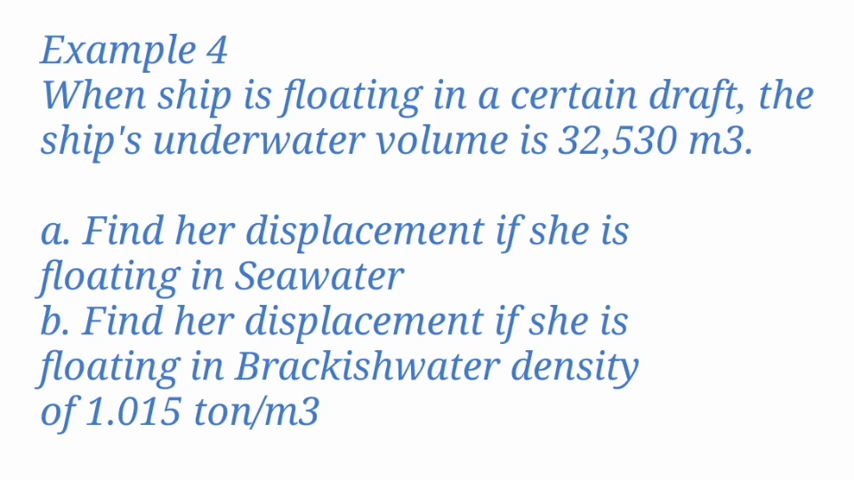 Example 4
When ship is floating in a certain draft, the
ship's underwater volume is 32,530 m3.
a. Find her displacement if she is
floating in Seawater
b. Find her displacement if she is
floating in Brackishwater density
of 1.015 ton/m3